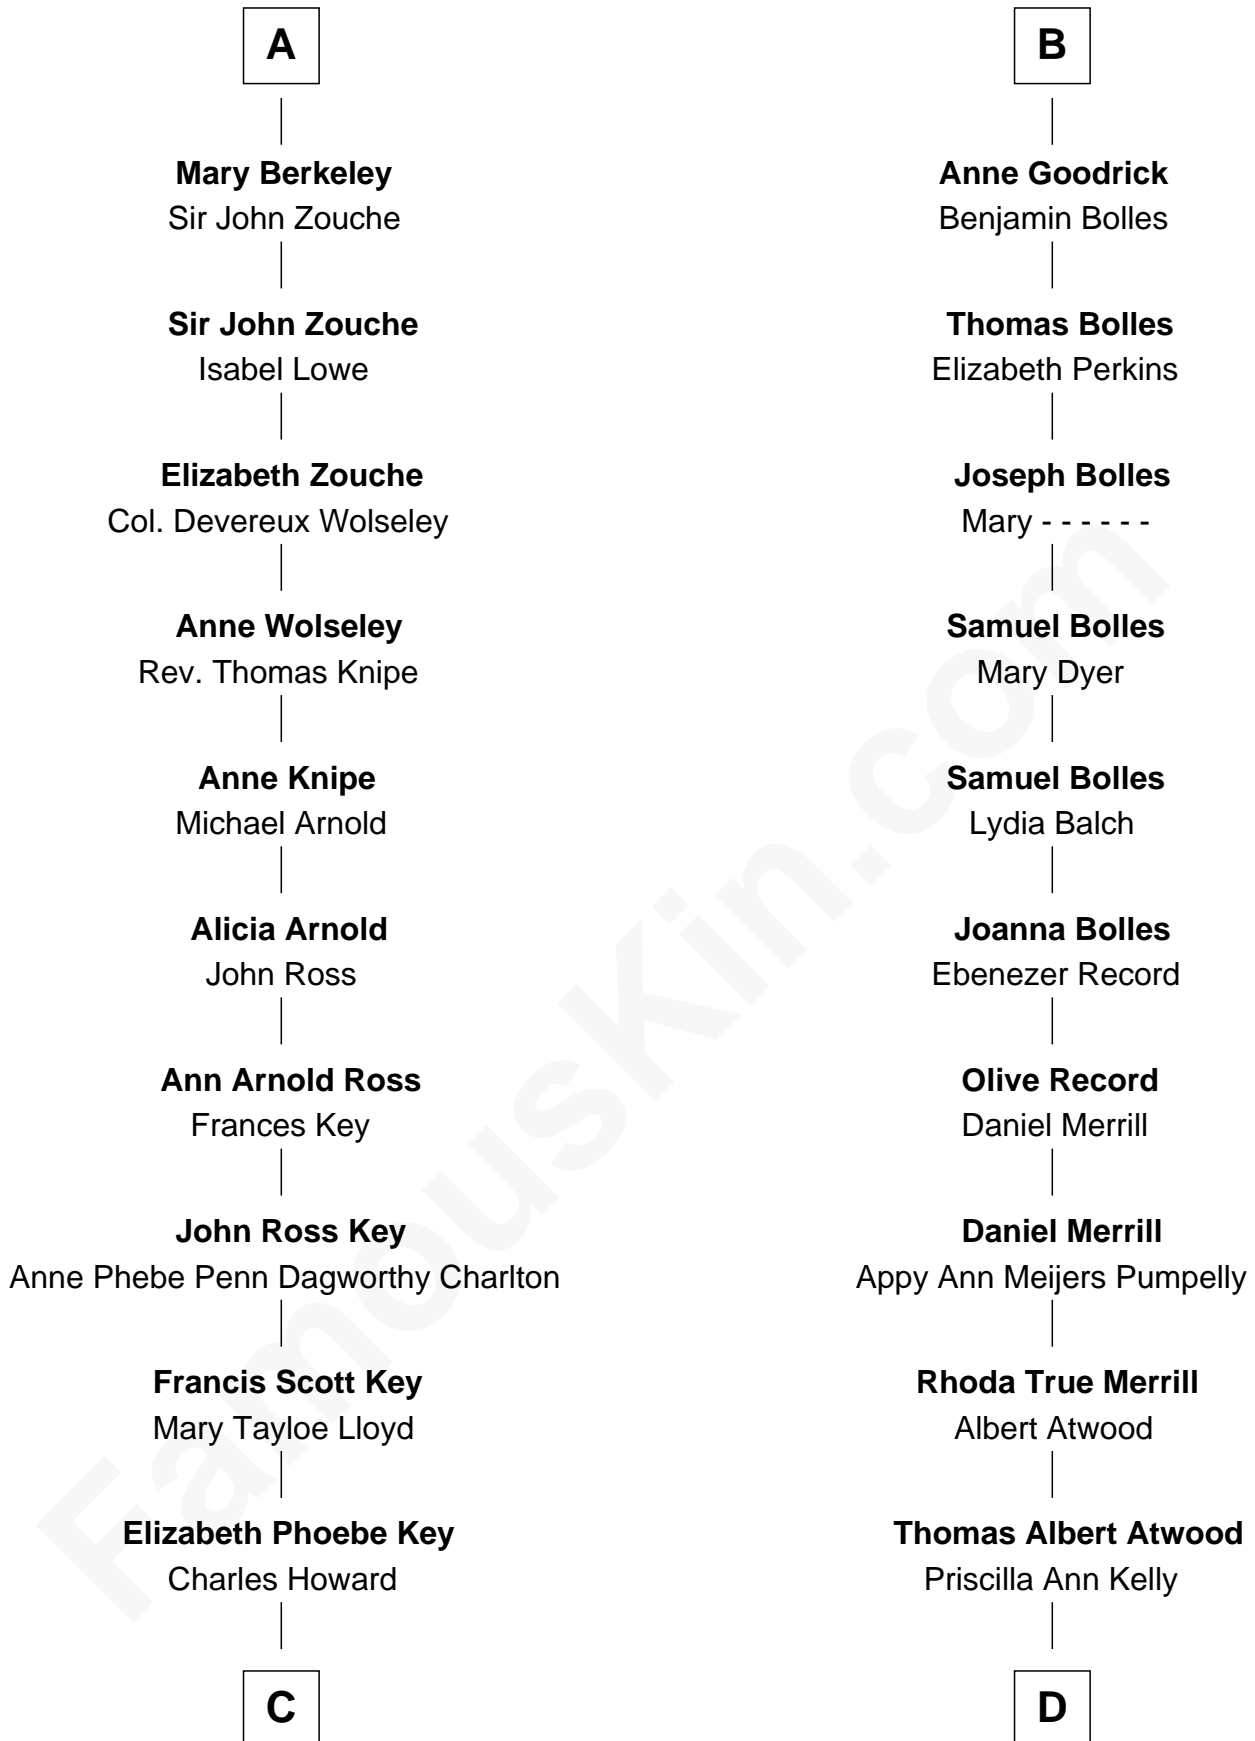 A
Mary Berkeley
Sir John Zouche
Sir John Zouche
Isabel Lowe
Elizabeth Zouche
Col. Devereux Wolseley
Anne Wolseley
Rev. Thomas Knipe
Anne Knipe
Michael Arnold
Alicia Arnold
John Ross
Ann Arnold Ross
Frances Key
John Ross Key
Anne Phebe Penn Dagworthy Charlton
Francis Scott Key
Mary Tayloe Lloyd
Elizabeth Phoebe Key
Charles Howard
C
B
Anne Goodrick
Benjamin Bolles
Thomas Bolles
Elizabeth Perkins
Joseph Bolles
Mary - - - - - -
Samuel Bolles
Mary Dyer
Samuel Bolles
Lydia Balch
Joanna Bolles
Ebenezer Record
Olive Record
Daniel Merrill
Daniel Merrill
Appy Ann Meijers Pumpelly
Rhoda True Merrill
Albert Atwood
Thomas Albert Atwood
Priscilla Ann Kelly
D
FamousKin.com